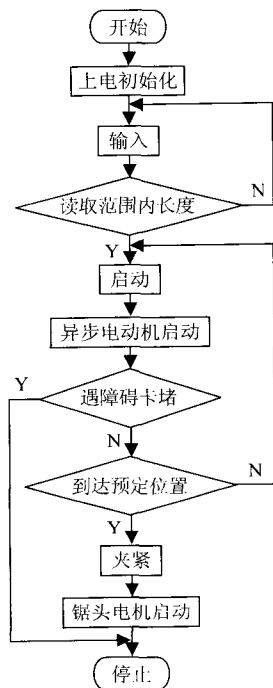 开始
上电初始化
输入
读取范围内长度
N
Y
启动
异步电动机启动
Y
遇障碍卡堵
N
到达预定位置
N
Y
夹紧
锯头电机启动
停止